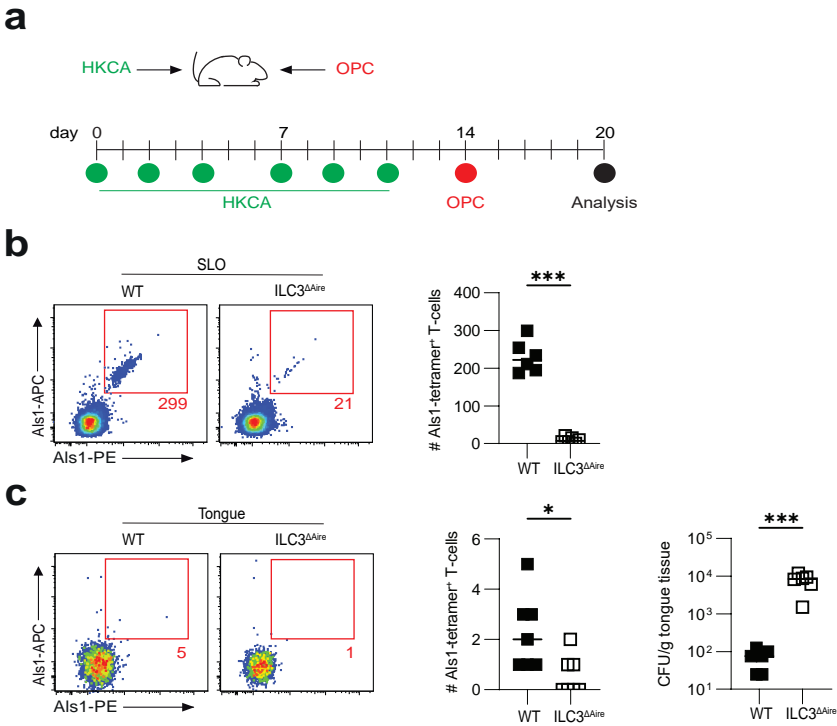 a
HKCA
OPC
day 0 7 14 20
HKCA OPC Analysis
b
SLO
WT ILC3ΔAire
Als1-APC
299 21
Als1-PE
# Als1-tetramer+ T-cells
***
400
300
200
100
0
WT ILC3ΔAire
c
Tongue
WT ILC3ΔAire
Als1-APC
5 1
Als1-PE
# Als1-tetramer+ T-cells
*
6
4
2
0
WT ILC3ΔAire
CFU/g tongue tissue
***
10⁵
10⁴
10³
10²
10¹
WT ILC3ΔAire